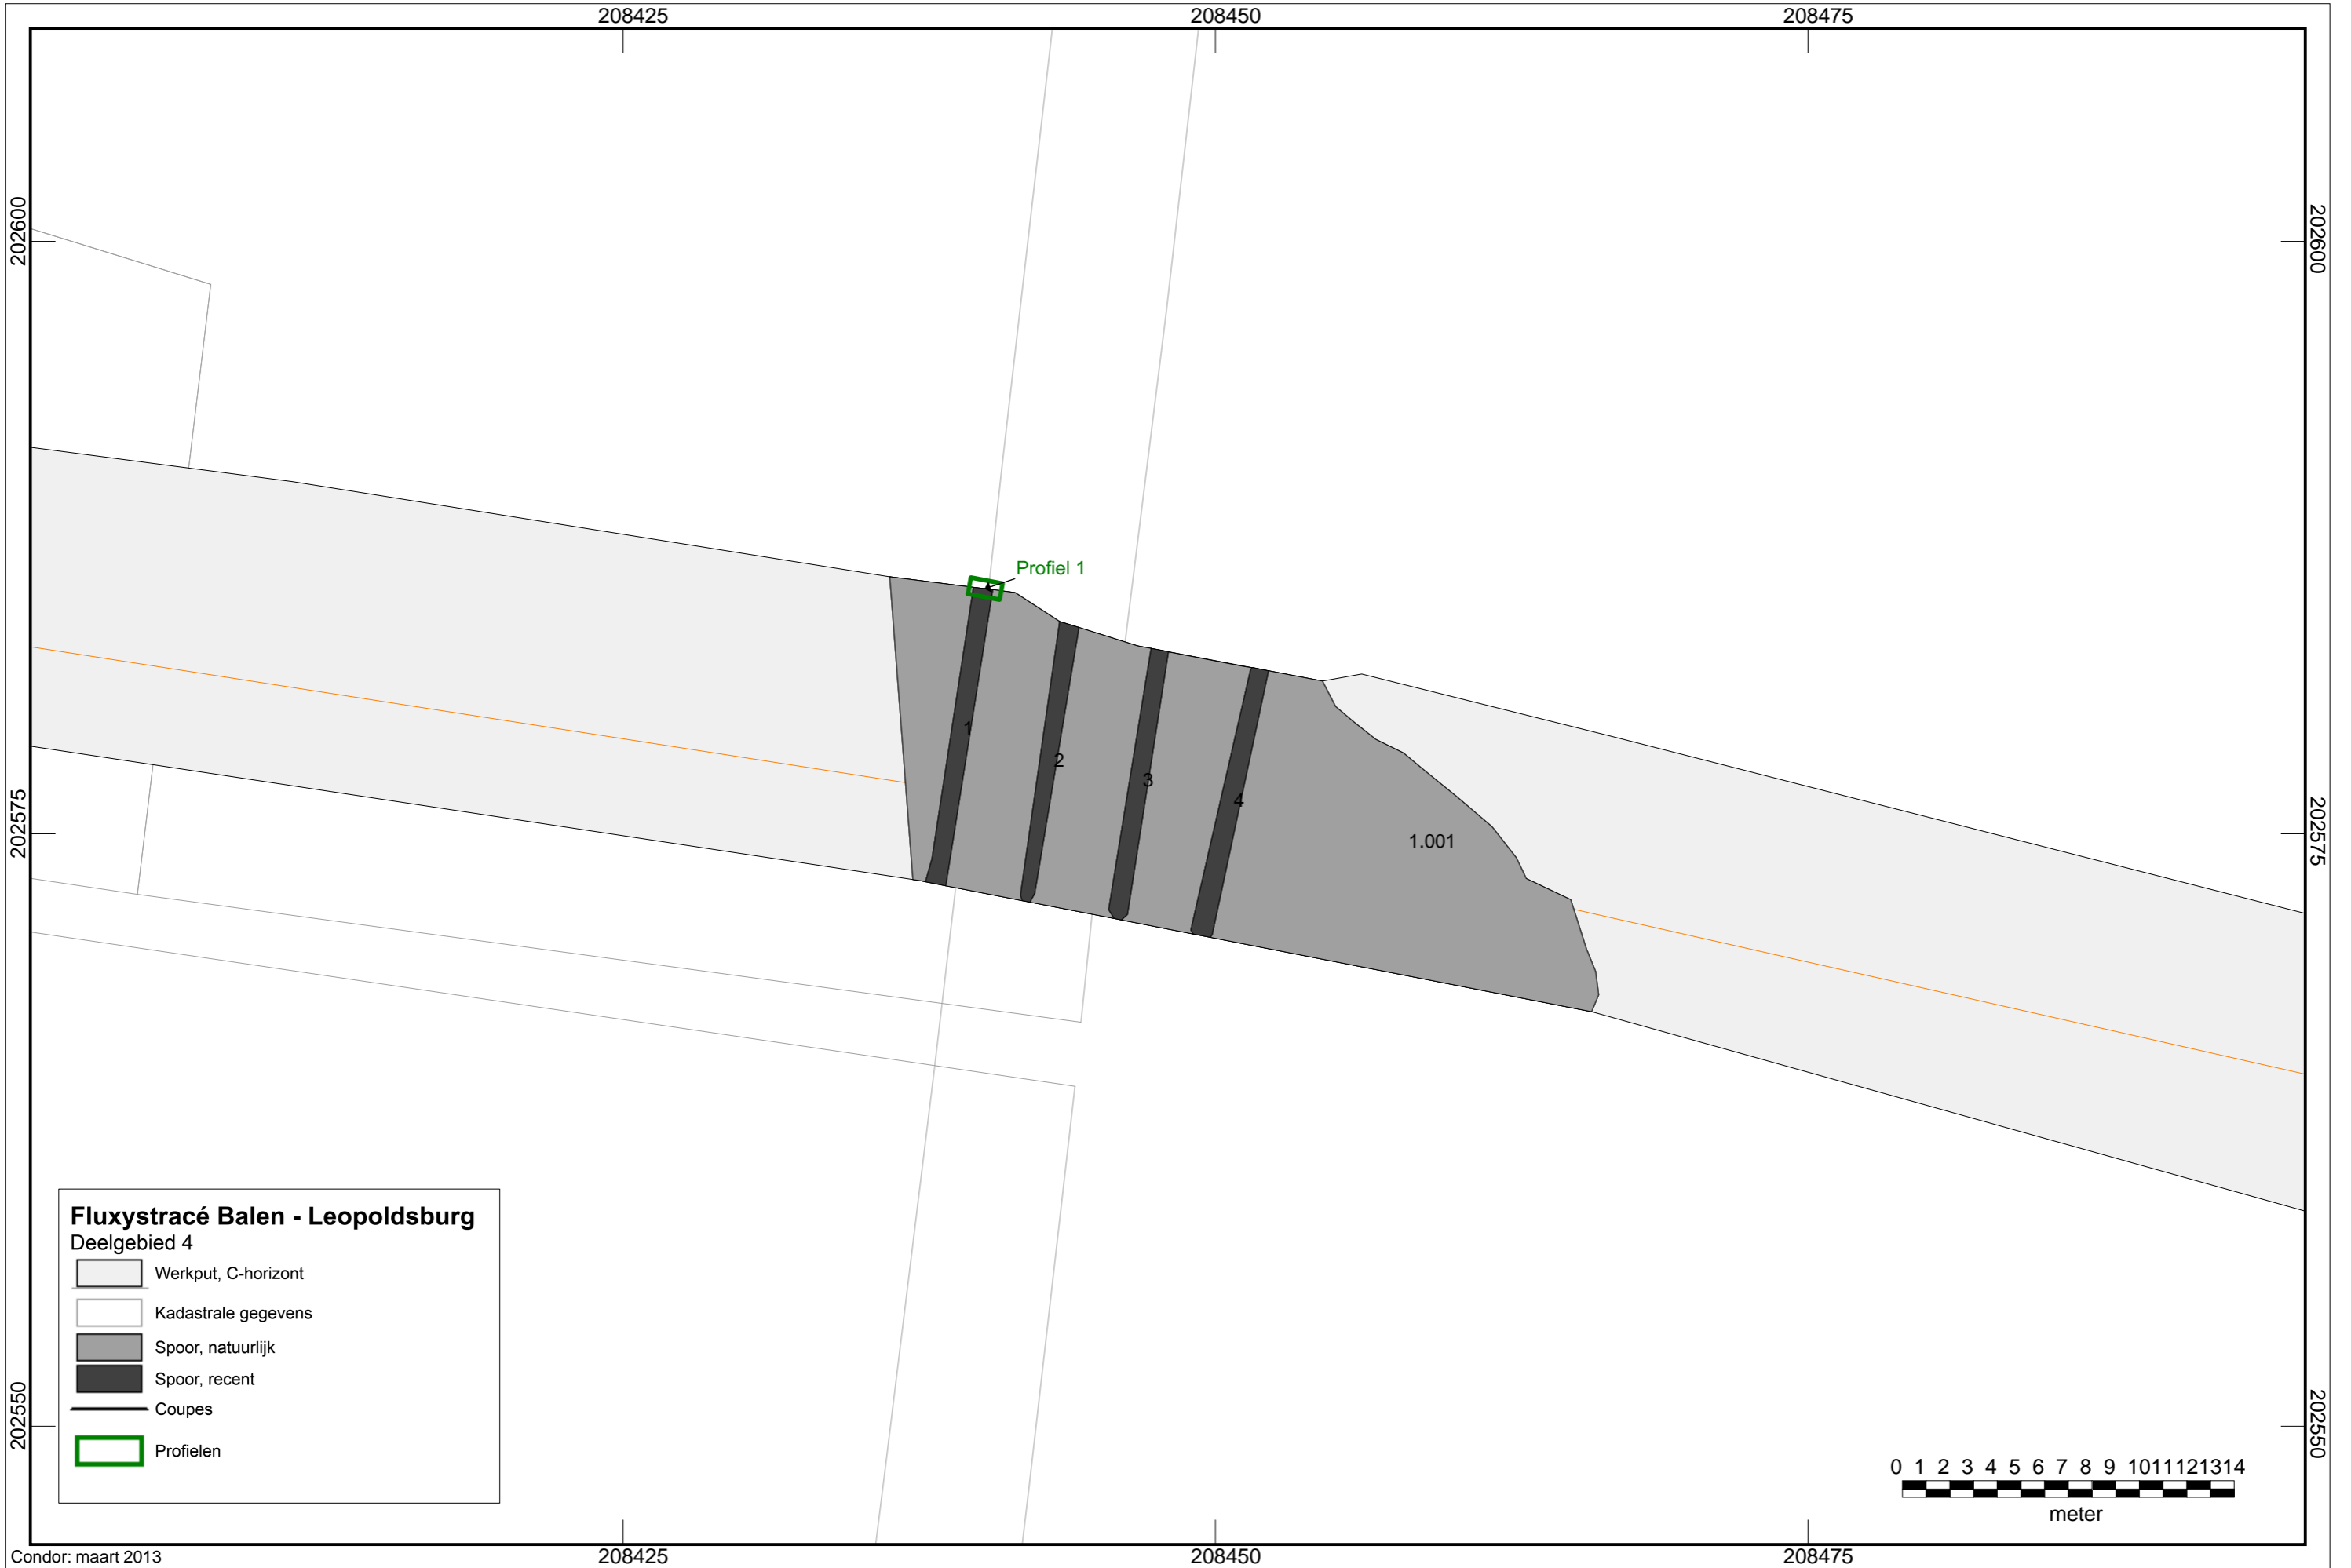 208425 208450 208475
202600 202600
Profiel 1
1
2
3
4
1.001
202575 202575
Fluxystracé Balen - Leopoldsburg
Deelgebied 4
Werkput, C-horizont
Kadastrale gegevens
Spoor, natuurlijk
Spoor, recent
Coupes
Profielen
202550 202550
0 1 2 3 4 5 6 7 8 9 10 11 12 13 14
meter
Condor: maart 2013
208425 208450 208475